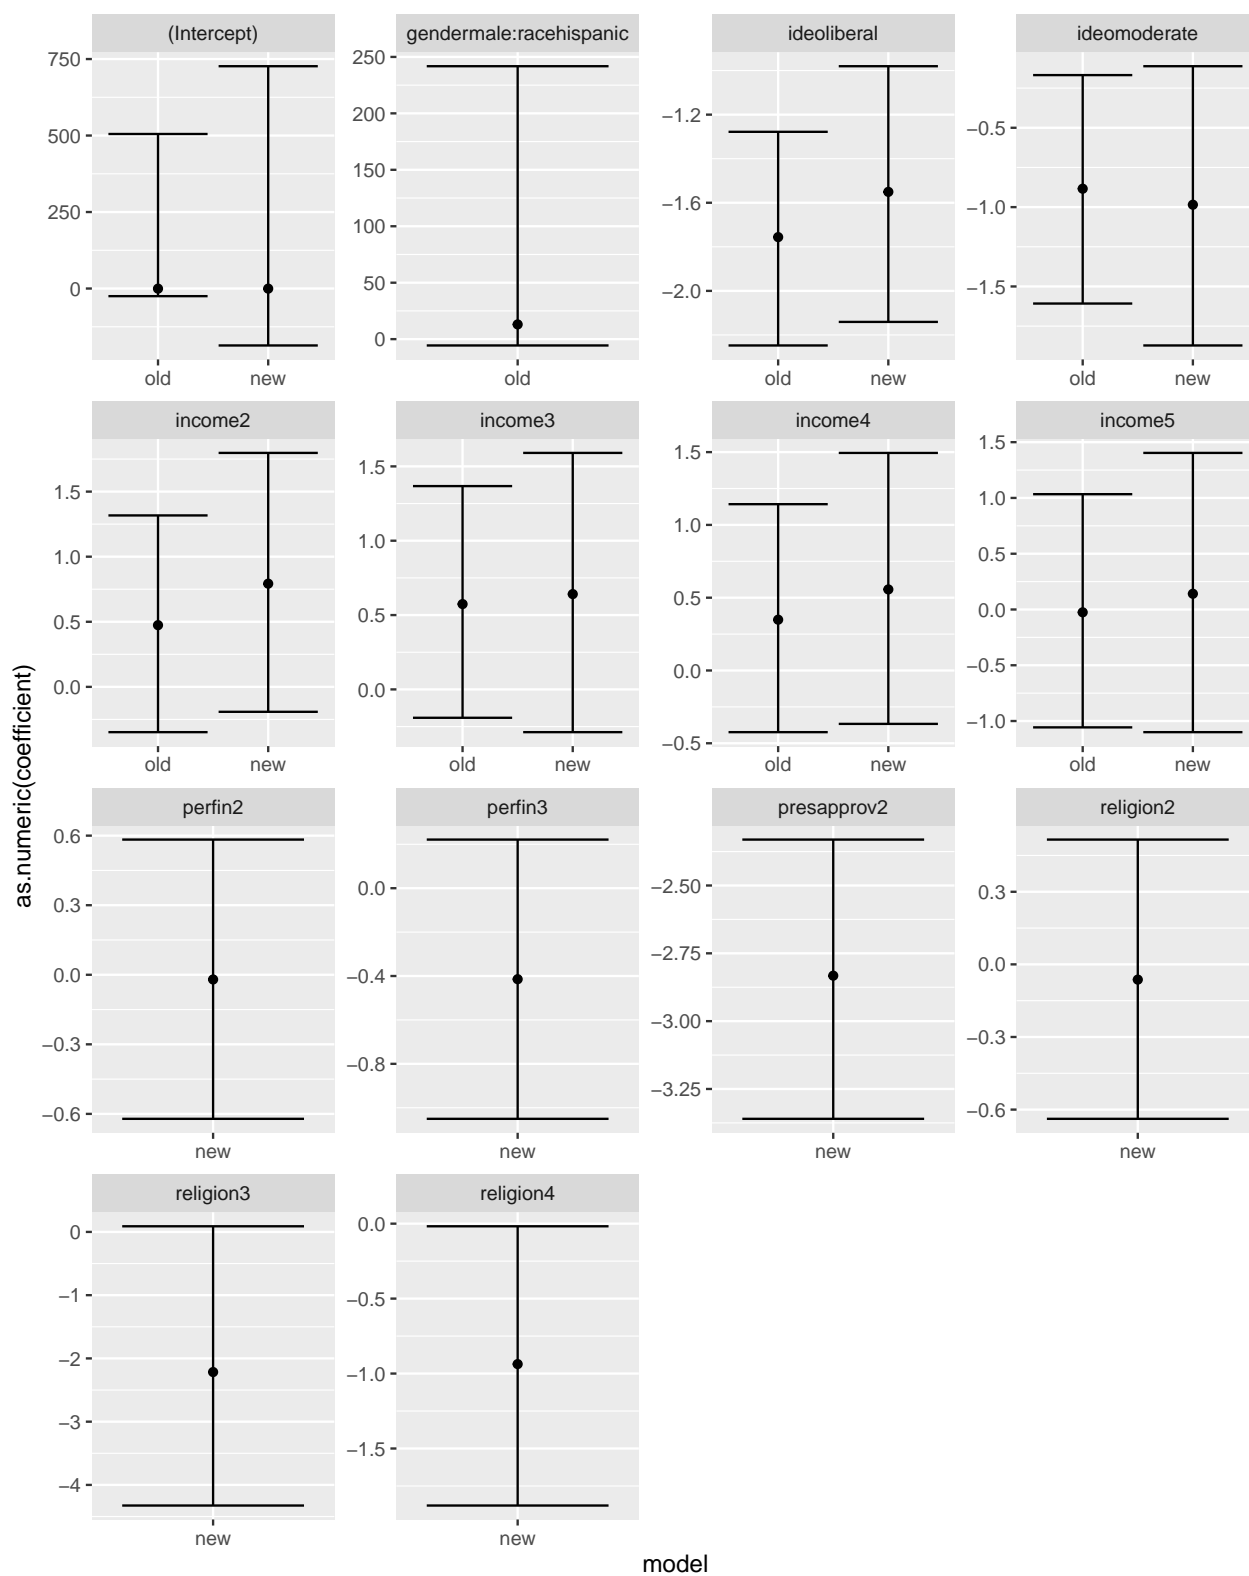 (Intercept)
gendermale:racehispanic
ideoliberal
ideomoderate
750
500
250
0
250
200
150
100
50
0
−1.2
−1.6
−2.0
−0.5
−1.0
−1.5
old new
old
old new
old new
income2
income3
income4
income5
1.5
1.0
0.5
0.0
1.5
1.0
0.5
0.0
1.5
1.0
0.5
0.0
−0.5
1.5
1.0
0.5
0.0
−0.5
−1.0
old new
old new
old new
old new
as.numeric(coefficient)
perfin2
perfin3
presapprov2
religion2
0.6
0.3
0.0
−0.3
−0.6
0.0
−0.4
−0.8
−2.50
−2.75
−3.00
−3.25
0.3
0.0
−0.3
−0.6
new
new
new
new
religion3
religion4
0
−1
−2
−3
−4
0.0
−0.5
−1.0
−1.5
new
new
model